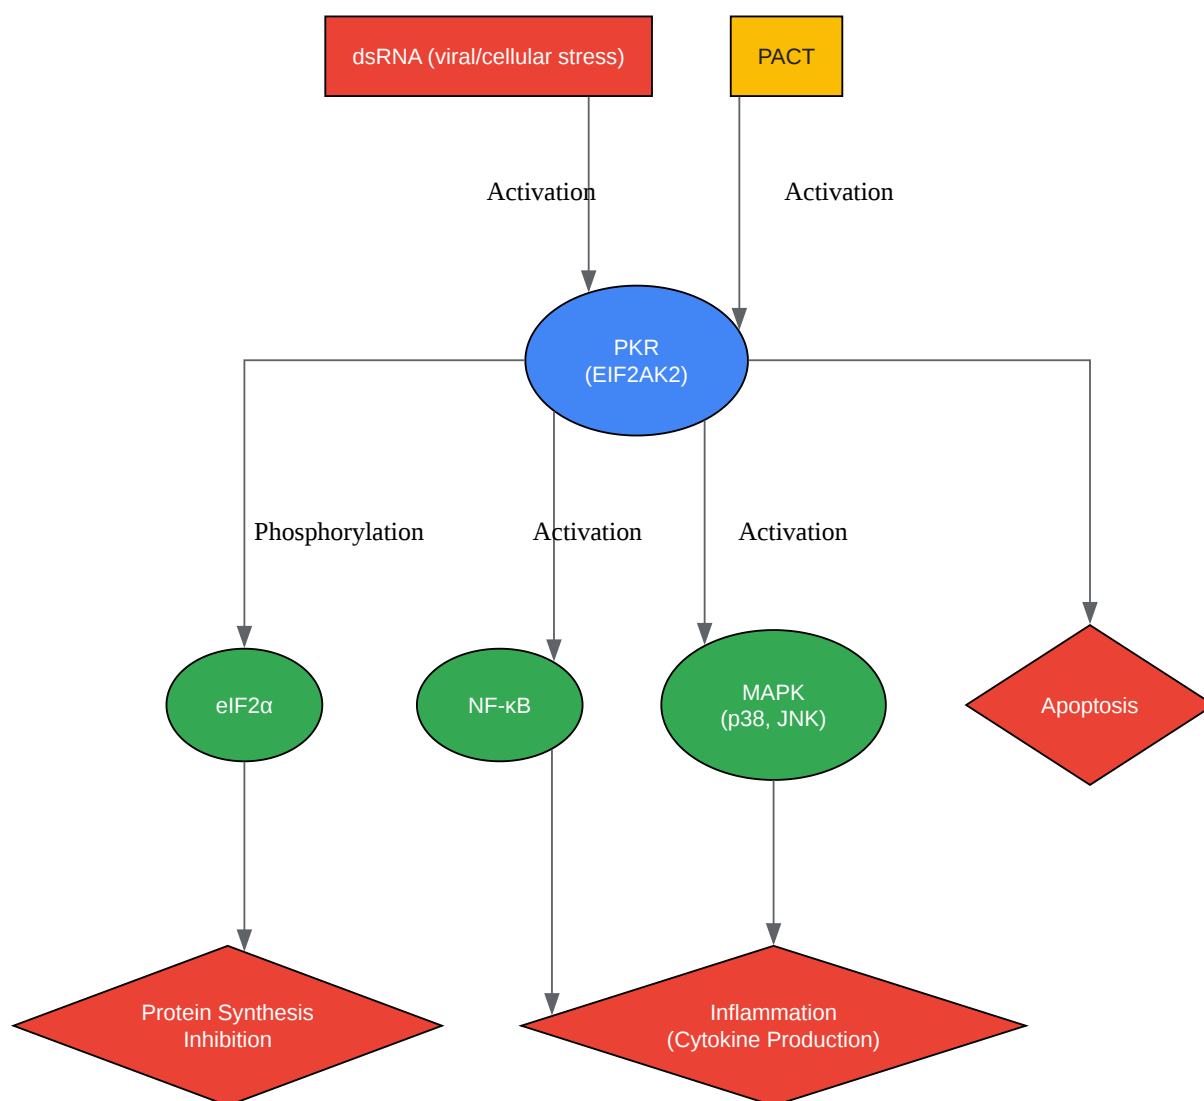 dsRNA (viral/cellular stress)
PACT
Activation
Activation
PKR
(EIF2AK2)
Phosphorylation
Activation
Activation
eIF2α
NF-κB
MAPK
(p38, JNK)
Apoptosis
Protein Synthesis
Inhibition
Inflammation
(Cytokine Production)